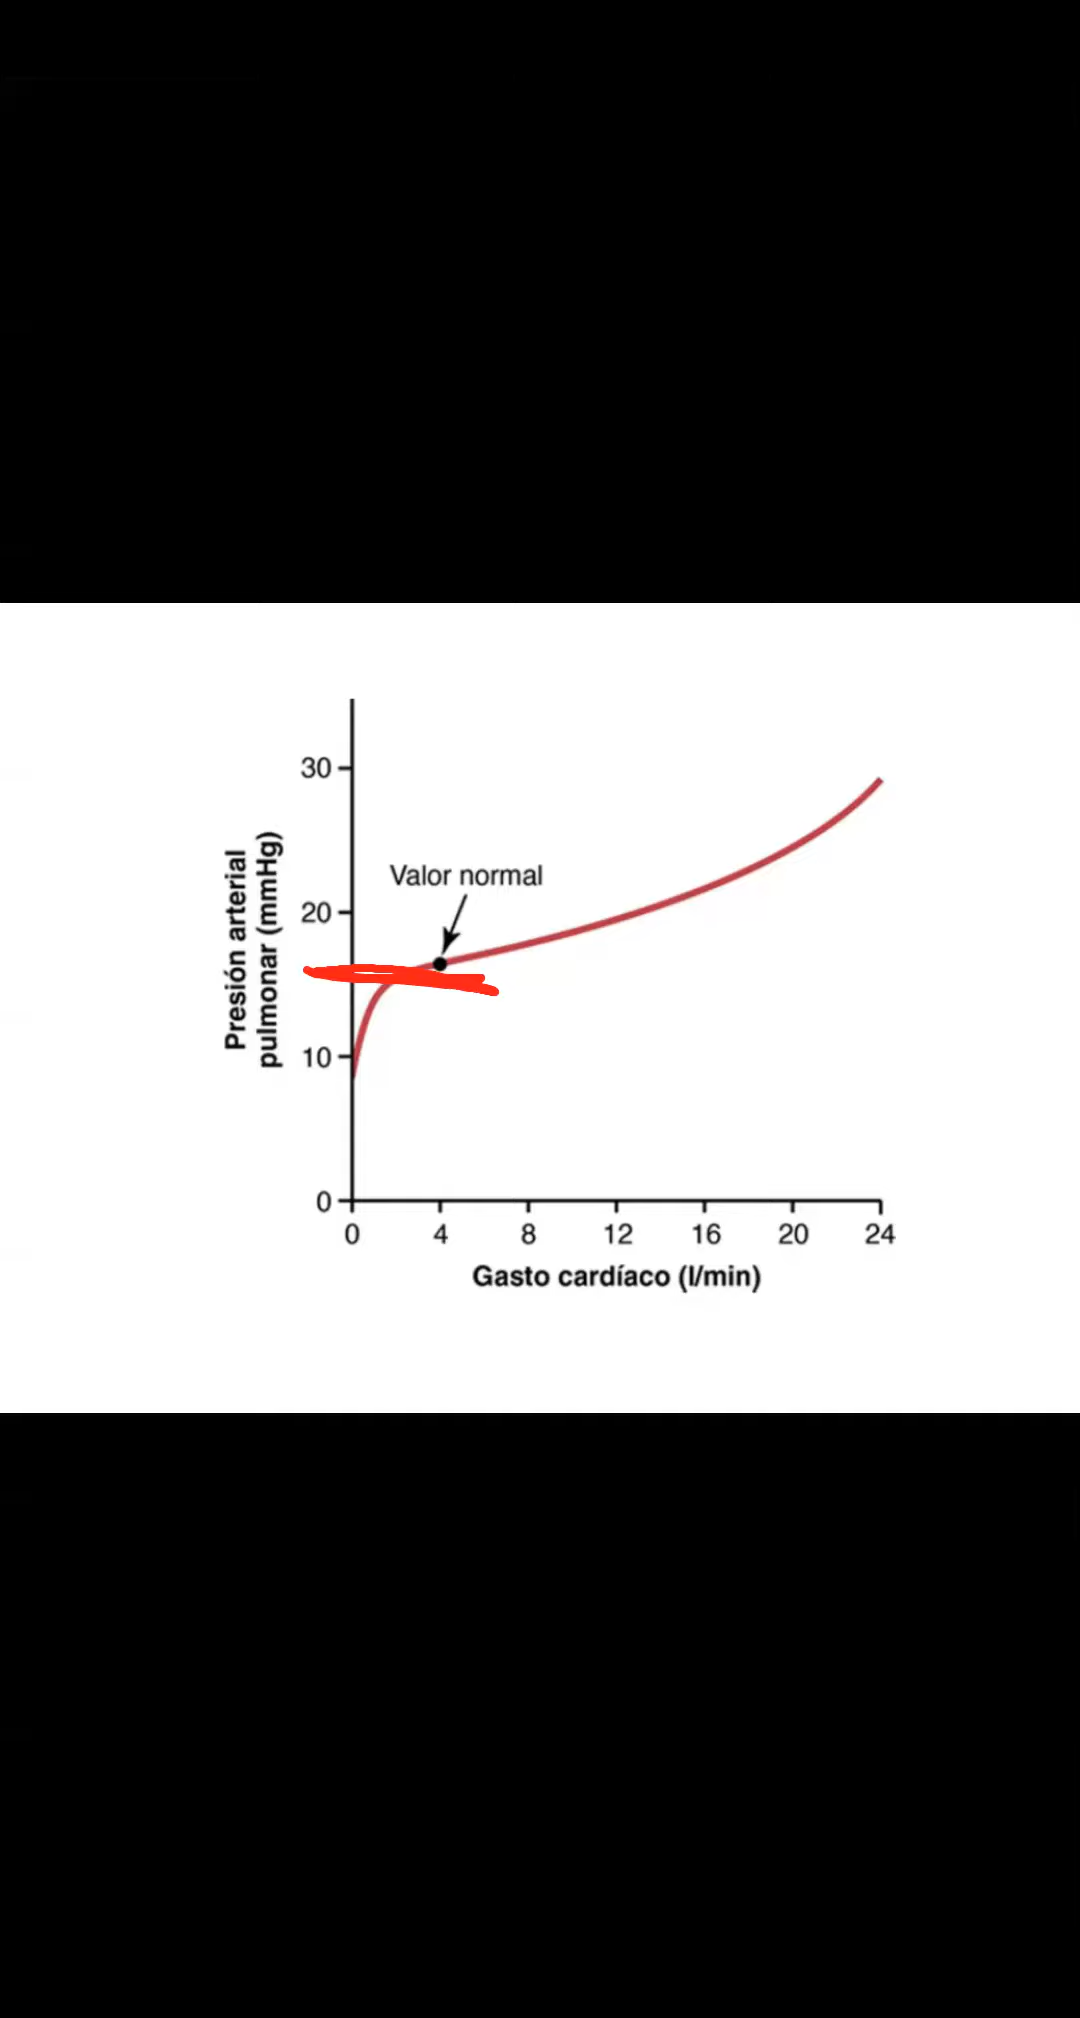 30
20
10
0
Presión arterial
pulmonar (mmHg)
Valor normal
0 4 8 12 16 20 24
Gasto cardíaco (l/min)